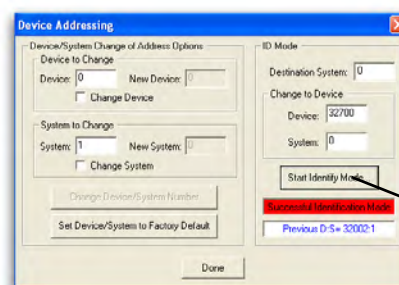 Device Addressing
Device/System Change of Address Options
Device to Change
Device: 0 New Device: 0
Change Device
System to Change
System: 1 New System: 0
Change System
Change Device/System Number
Set Device/System to Factory Default
ID Mode
Destination System: 0
Change to Device
Device: 32700
System: 0
Start Identify Mode
Successful Identification Made
Previous D:S= 32002:1
Done